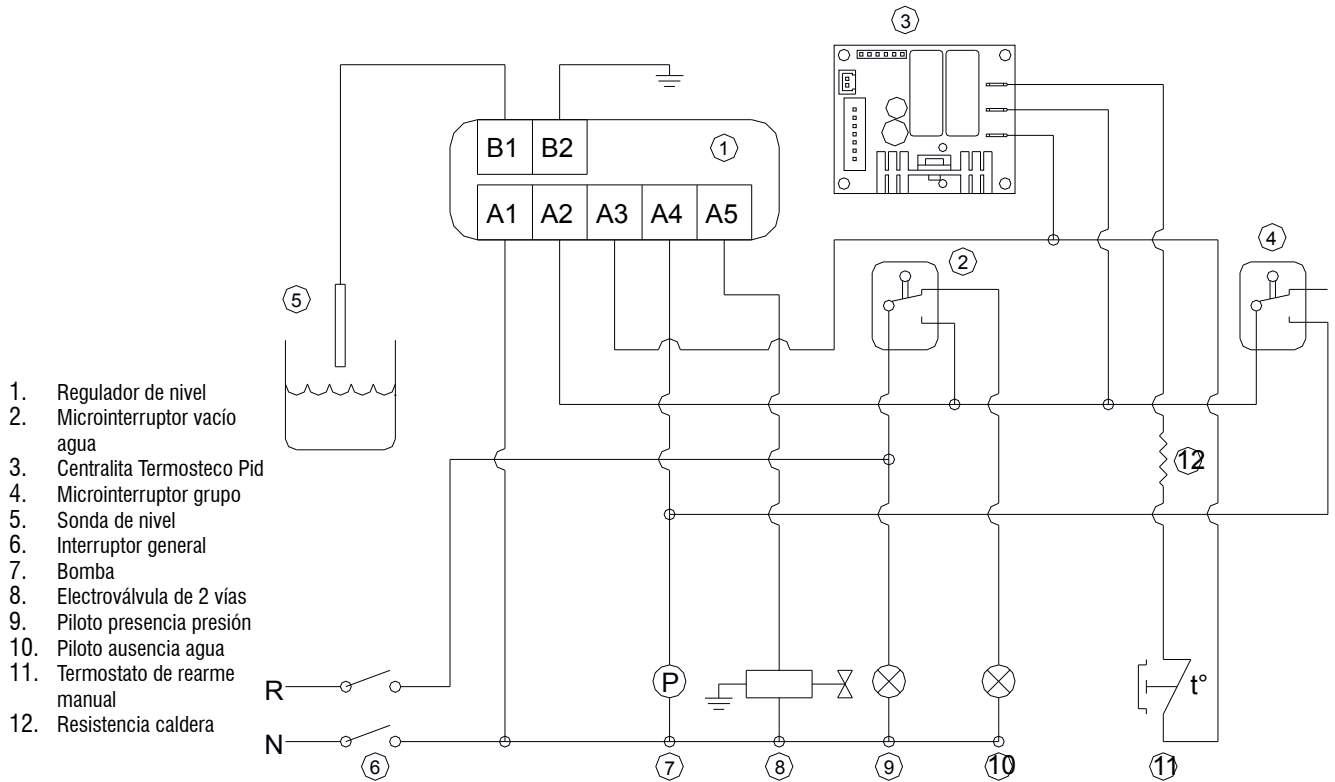 3
B1 B2
1
A1 A2 A3 A4 A5
2
4
5
1. Regulador de nivel
2. Microinterruptor vacío
agua
3. Centralita Termosteco Pid
4. Microinterruptor grupo
5. Sonda de nivel
6. Interruptor general
7. Bomba
8. Electroválvula de 2 vías
9. Piloto presencia presión
10. Piloto ausencia agua
11. Termostato de rearme
manual
12. Resistencia caldera
12
R
P
t°
N
6
7
8
9
10
11